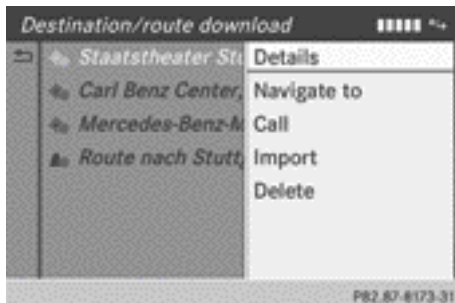 Destination/route download
Staatstheater Stu
Carl Benz Center,
Mercedes-Benz-M
Route nach Stutt
Details
Navigate to
Call
Import
Delete
P82.87-8173-31